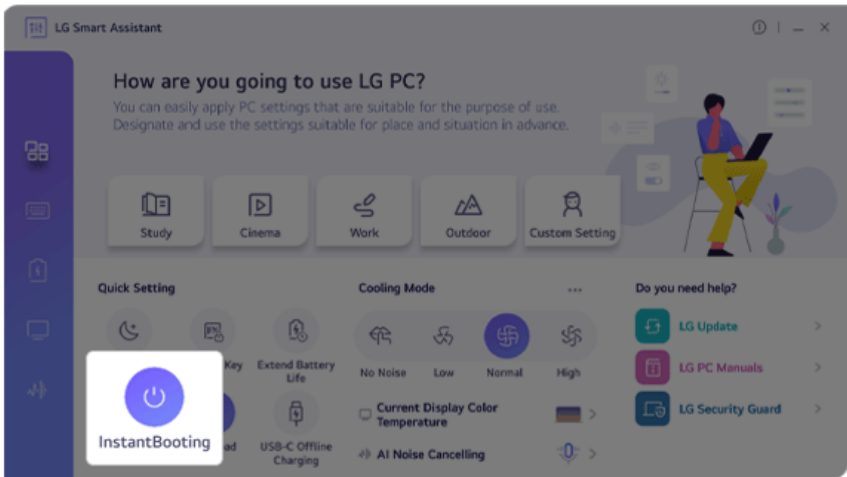 LG Smart Assistant
How are you going to use LG PC?
You can easily apply PC settings that are suitable for the purpose of use.
Designate and use the settings suitable for place and situation in advance.
Study
Cinema
Work
Outdoor
Custom Setting
Quick Setting
Key
Extend Battery
Life
InstantBooting
ad
USB-C Offline
Charging
Cooling Mode
No Noise
Low
Normal
High
Current Display Color
Temperature
AI Noise Cancelling
Do you need help?
LG Update
LG PC Manuals
LG Security Guard